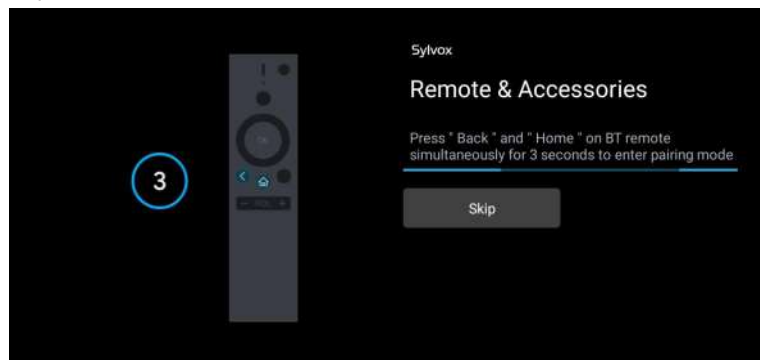 Sylvox
Remote & Accessories
Press " Back " and " Home " on BT remote
simultaneously for 3 seconds to enter pairing mode
3
Skip